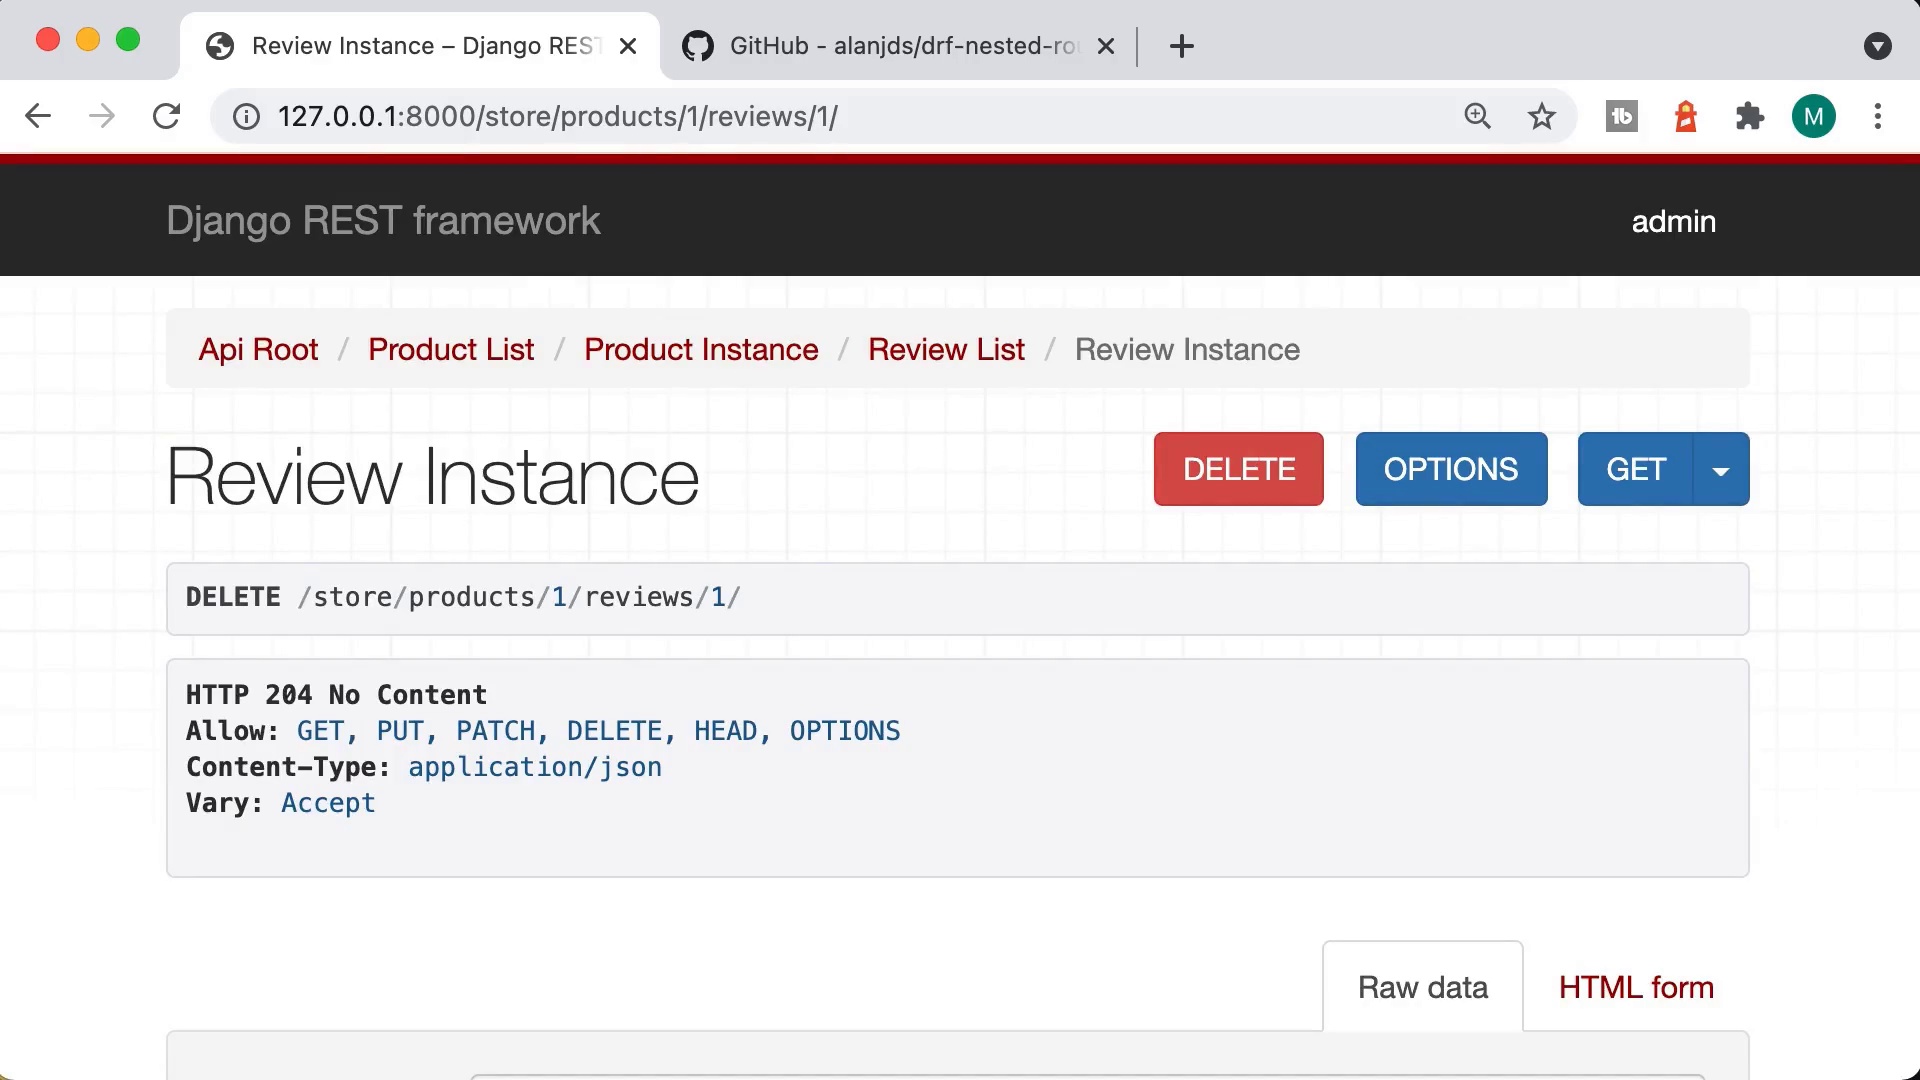 Review Instance – Django REST
GitHub - alanjds/drf-nested-rou
127.0.0.1:8000/store/products/1/reviews/1/
tb
M
Django REST framework
admin
Api Root / Product List / Product Instance / Review List / Review Instance
Review Instance
DELETE
OPTIONS
GET
DELETE /store/products/1/reviews/1/
HTTP 204 No Content
Allow: GET, PUT, PATCH, DELETE, HEAD, OPTIONS
Content-Type: application/json
Vary: Accept
Raw data
HTML form